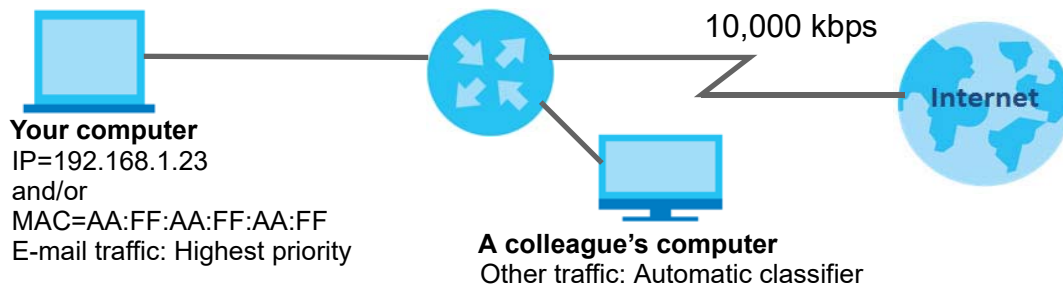 10,000 kbps
Internet
Your computer
IP=192.168.1.23
and/or
MAC=AA:FF:AA:FF:AA:FF
E-mail traffic: Highest priority
A colleague’s computer
Other traffic: Automatic classifier